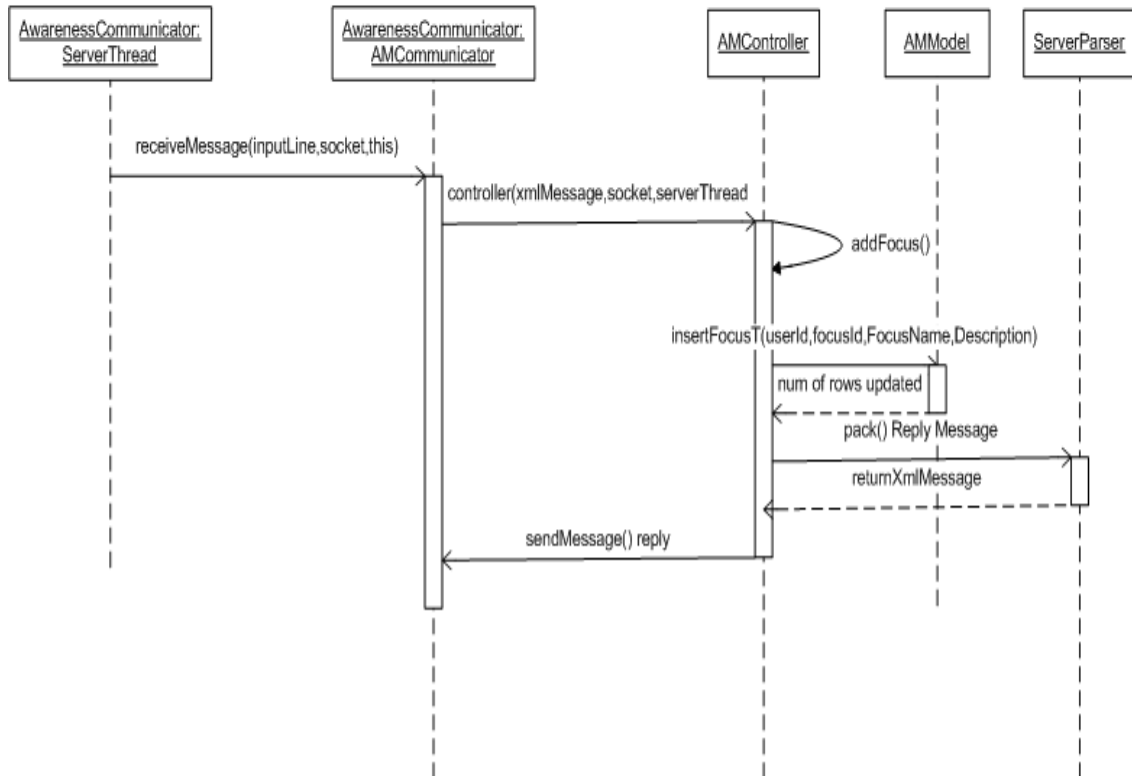 AwarenessCommunicator:
ServerThread
AwarenessCommunicator:
AMCommunicator
AMController
AMModel
ServerParser
receiveMessage(inputLine,socket,this)
controller(xmlMessage,socket,serverThread
addFocus()
insertFocusT(userId,focusId,FocusName,Description)
num of rows updated
pack() Reply Message
returnXmlMessage
sendMessage() reply